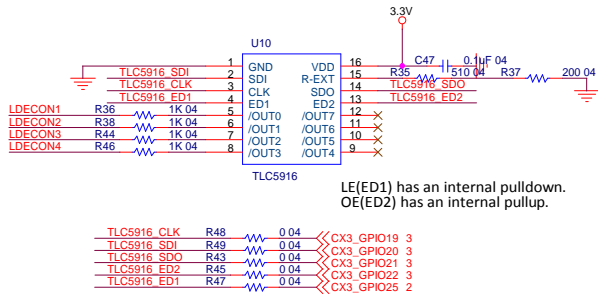 3.3V
U10
1 GND VDD 16 C47 0.1uF 04
TLC5916_SDI 2 SDI R-EXT 15 R35 510 04 R37 200 04
TLC5916_CLK 3 CLK SDO 14 TLC5916_SDO
TLC5916_ED1 4 ED1 ED2 13 TLC5916_ED2
LDECON1 R36 1K 04 5 /OUT0 /OUT7 12
LDECON2 R38 1K 04 6 /OUT1 /OUT6 11
LDECON3 R44 1K 04 7 /OUT2 /OUT5 10
LDECON4 R46 1K 04 8 /OUT3 /OUT4 9
TLC5916
LE(ED1) has an internal pulldown.
OE(ED2) has an internal pullup.
TLC5916_CLK R48 0 04 CX3_GPIO19 3
TLC5916_SDI R49 0 04 CX3_GPIO20 3
TLC5916_SDO R43 0 04 CX3_GPIO21 3
TLC5916_ED2 R45 0 04 CX3_GPIO22 3
TLC5916_ED1 R47 0 04 CX3_GPIO25 2